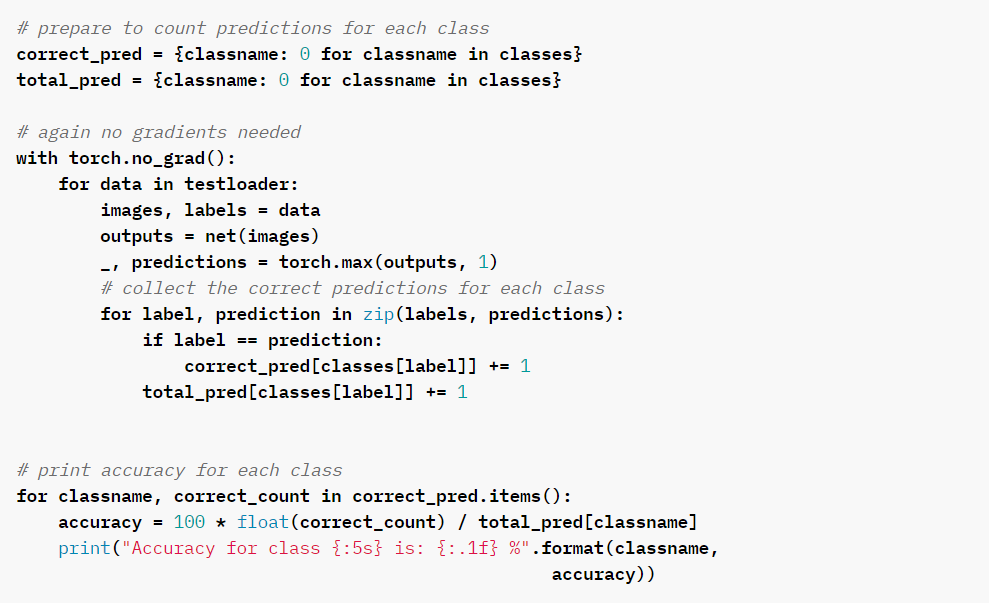 # prepare to count predictions for each class
correct_pred = {classname: 0 for classname in classes}
total_pred = {classname: 0 for classname in classes}

# again no gradients needed
with torch.no_grad():
    for data in testloader:
        images, labels = data
        outputs = net(images)
        _, predictions = torch.max(outputs, 1)
        # collect the correct predictions for each class
        for label, prediction in zip(labels, predictions):
            if label == prediction:
                correct_pred[classes[label]] += 1
            total_pred[classes[label]] += 1


# print accuracy for each class
for classname, correct_count in correct_pred.items():
    accuracy = 100 * float(correct_count) / total_pred[classname]
    print("Accuracy for class {:5s} is: {:.1f} %".format(classname,
                                                   accuracy))